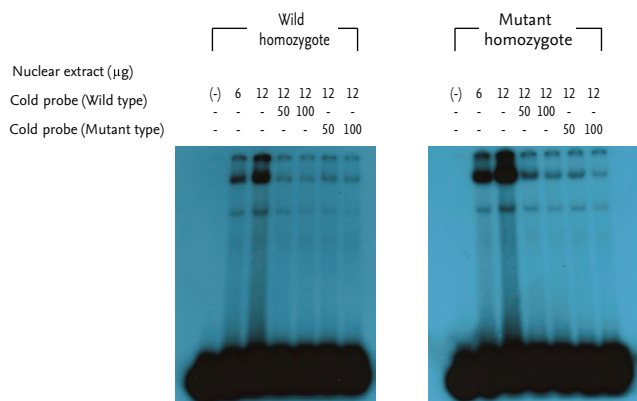 Wild
homozygote
Mutant
homozygote
Nuclear extract (µg)
(-) 6 12 12 12 12 12
(-) 6 12 12 12 12 12
Cold probe (Wild type)
- - - 50 100 - -
- - - 50 100 - -
Cold probe (Mutant type)
- - - - - 50 100
- - - - - 50 100